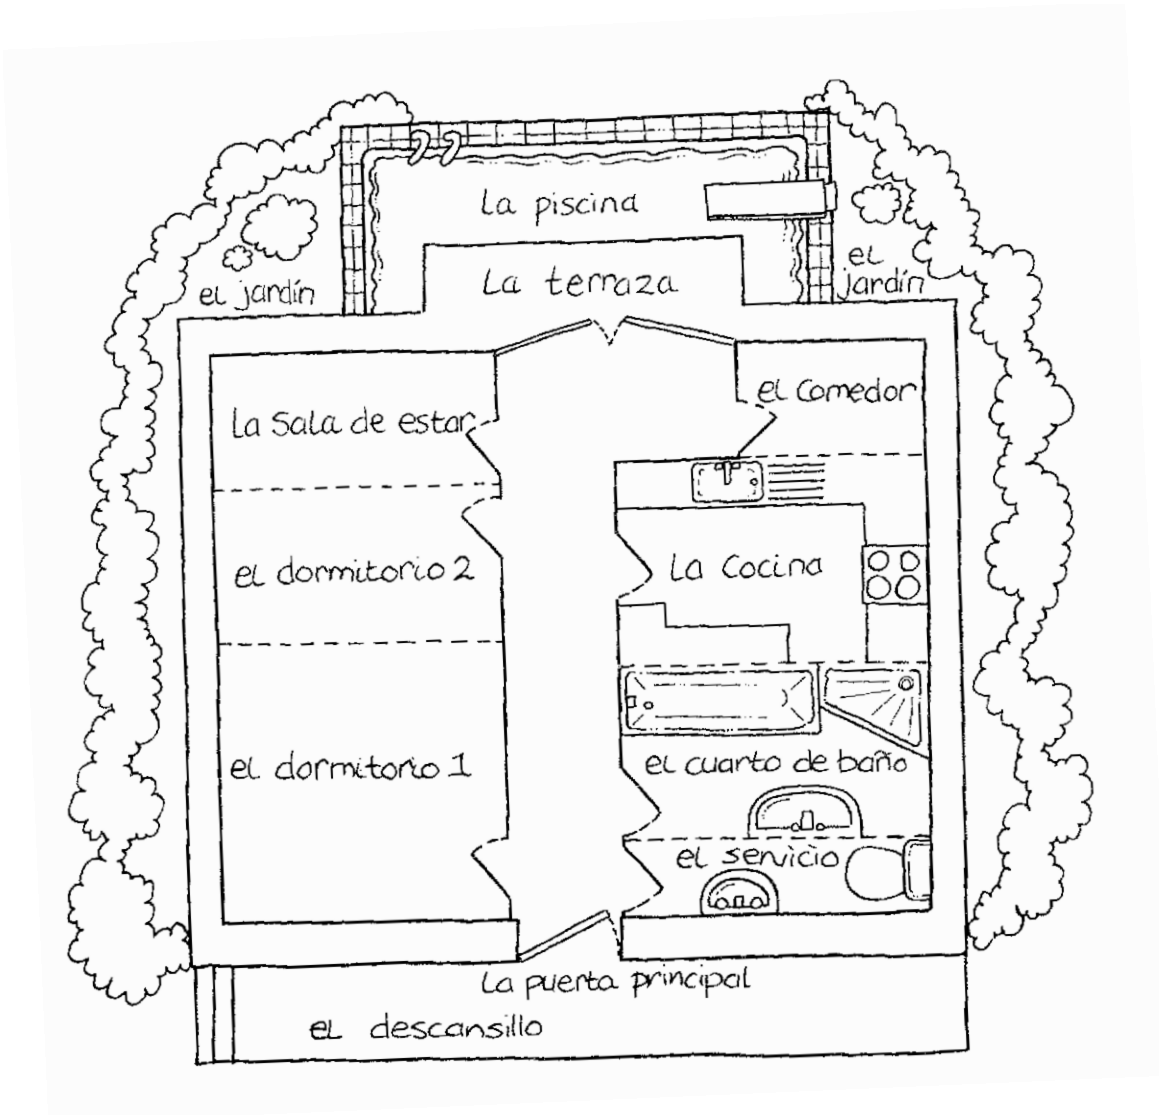 La piscina
el
jardín
La terraza
el jardín
el comedor
la Sala de estar
el dormitorio 2
La Cocina
el dormitorio 1
el cuarto de baño
el servicio
La puerta principal
el descansillo